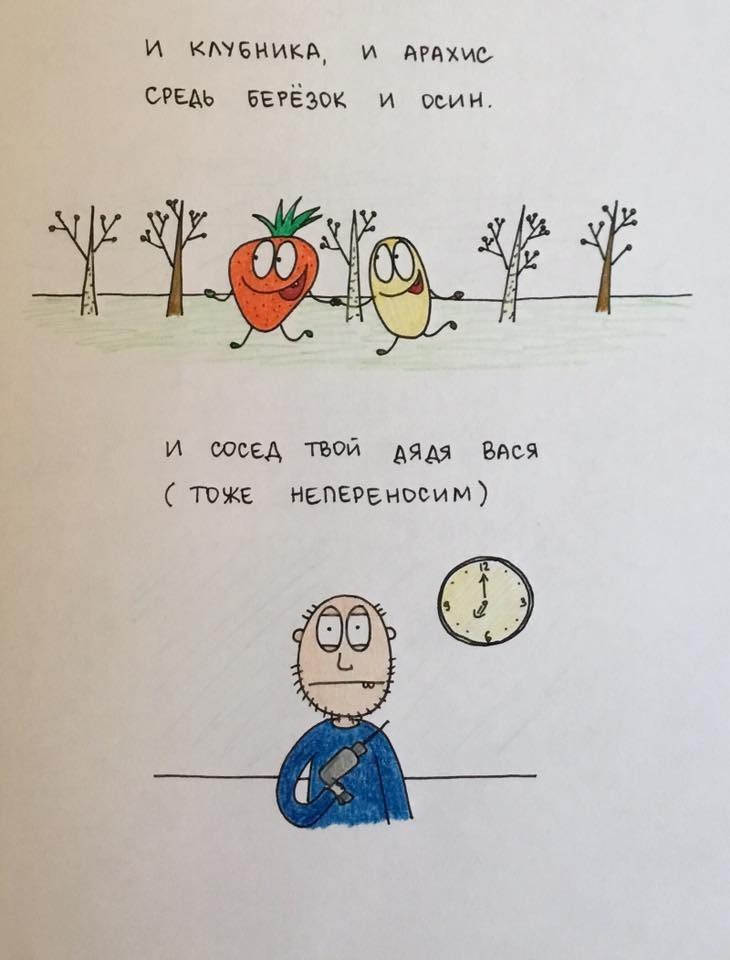 И КЛУБНИКА, И АРАХИС
СРЕДЬ БЕРЁЗОК И ОСИН.
И СОСЕД ТВОЙ ДЯДЯ ВАСЯ
(ТОЖЕ НЕПЕРЕНОСИМ)
12
9 3
6